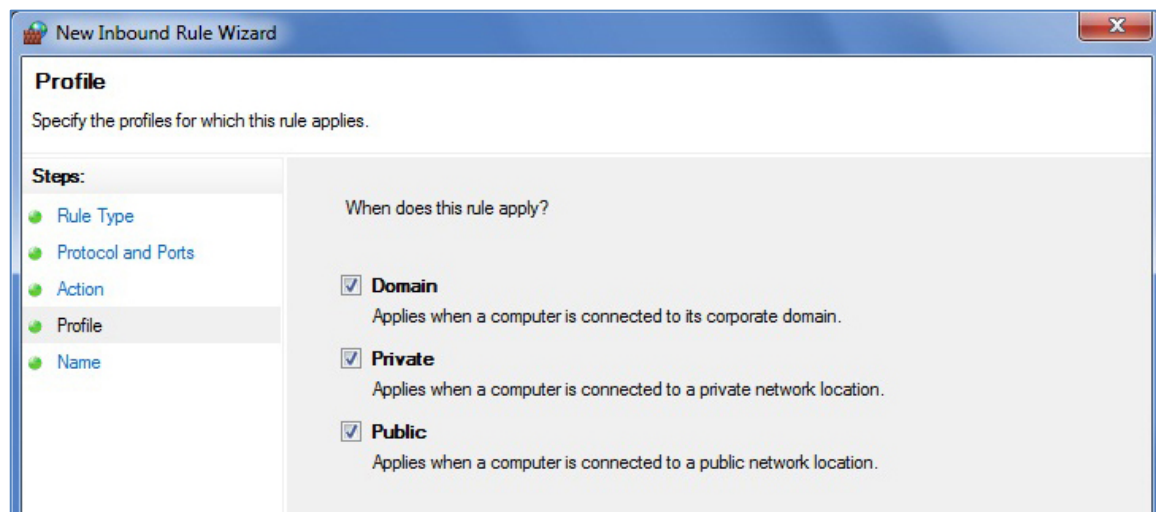 New Inbound Rule Wizard
Profile
Specify the profiles for which this rule applies.
Steps:
Rule Type
Protocol and Ports
Action
Profile
Name
When does this rule apply?
Domain
Applies when a computer is connected to its corporate domain.
Private
Applies when a computer is connected to a private network location.
Public
Applies when a computer is connected to a public network location.